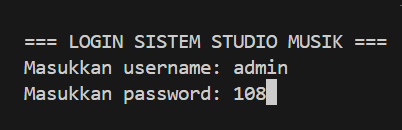 === LOGIN SISTEM STUDIO MUSIK ===
Masukkan username: admin
Masukkan password: 108